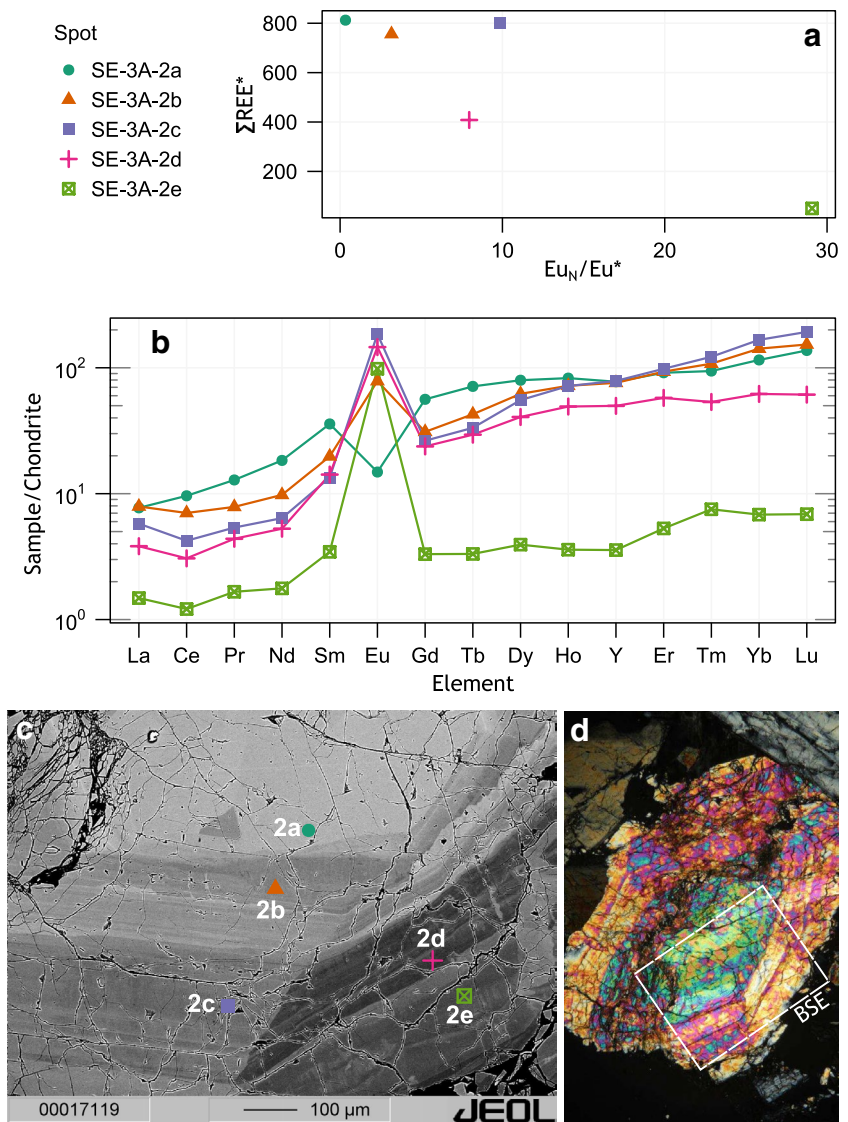 Spot
SE-3A-2a
SE-3A-2b
SE-3A-2c
SE-3A-2d
SE-3A-2e
a
800
600
400
200
ΣREE*
0 10 20 30
Eu_N/Eu*
b
10²
10¹
10⁰
Sample/Chondrite
La Ce Pr Nd Sm Eu Gd Tb Dy Ho Y Er Tm Yb Lu
Element
c
2a
2b
2d
2c
2e
00017119 100 µm JEOL
d
BSE